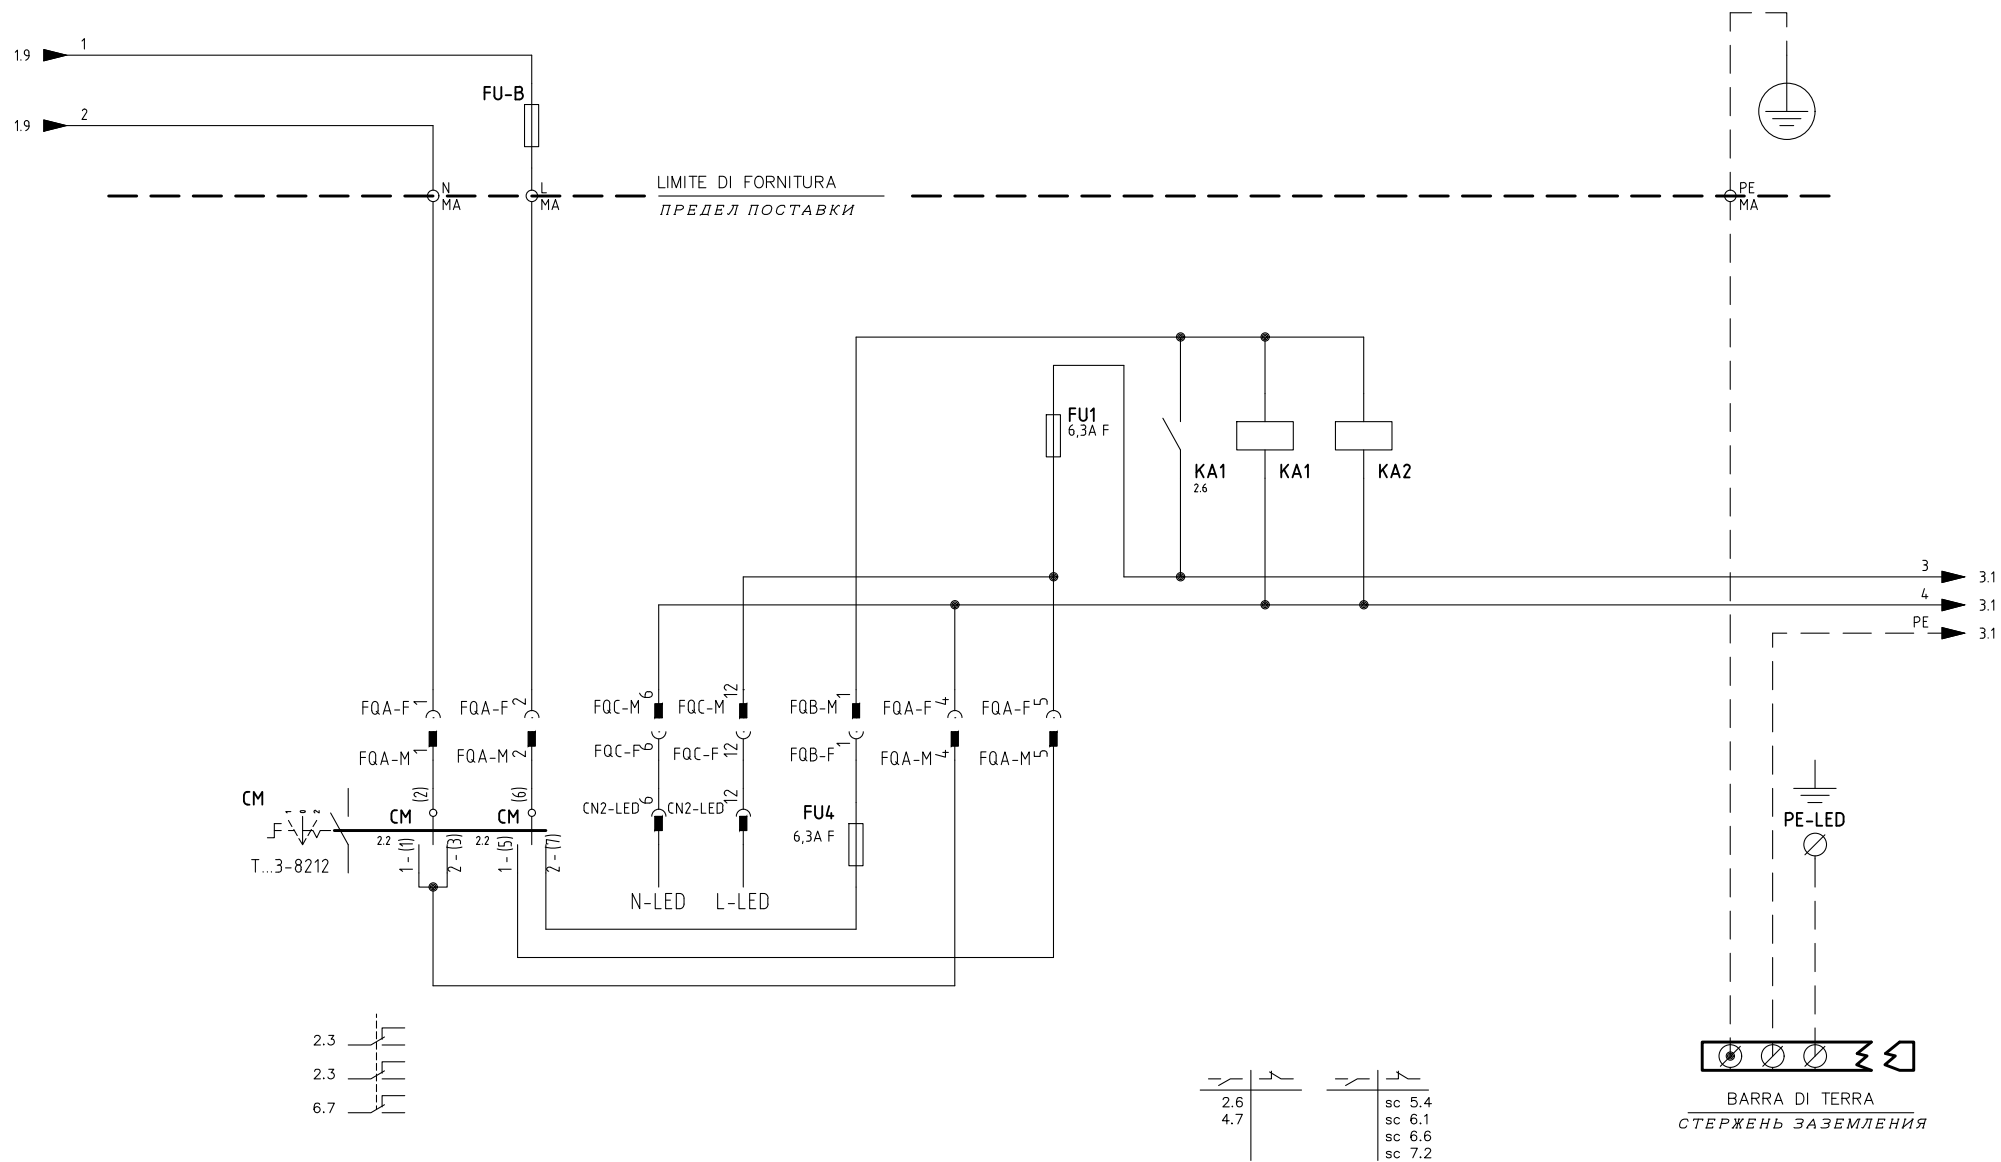 1
1.9
FU-B
2
1.9
N
MA
L
MA
LIMITE DI FORNITURA
ПРЕДЕЛ ПОСТАВКИ
PE
MA
FU1
6,3A F
KA1
2.6
KA1
KA2
3
3.1
4
3.1
PE
3.1
FQA-F 1
FQA-F 2
FQC-M 6
FQC-M 12
FQB-M 1
FQA-F 4
FQA-F 5
FQA-M 1
FQA-M 2
FQC-F 6
FQC-F 12
FQB-F 1
FQA-M 4
FQA-M 5
CM
1 0 2
T...3-8212
(2)
CM
2.2
1-(1)
2-(3)
(6)
CM
2.2
1-(5)
2-(7)
CN2-LED 6
CN2-LED 12
FU4
6,3A F
N-LED
L-LED
PE-LED
2.3
2.3
6.7
2.6
4.7
sc 5.4
sc 6.1
sc 6.6
sc 7.2
BARRA DI TERRA
СТЕРЖЕНЬ ЗАЗЕМЛЕНИЯ